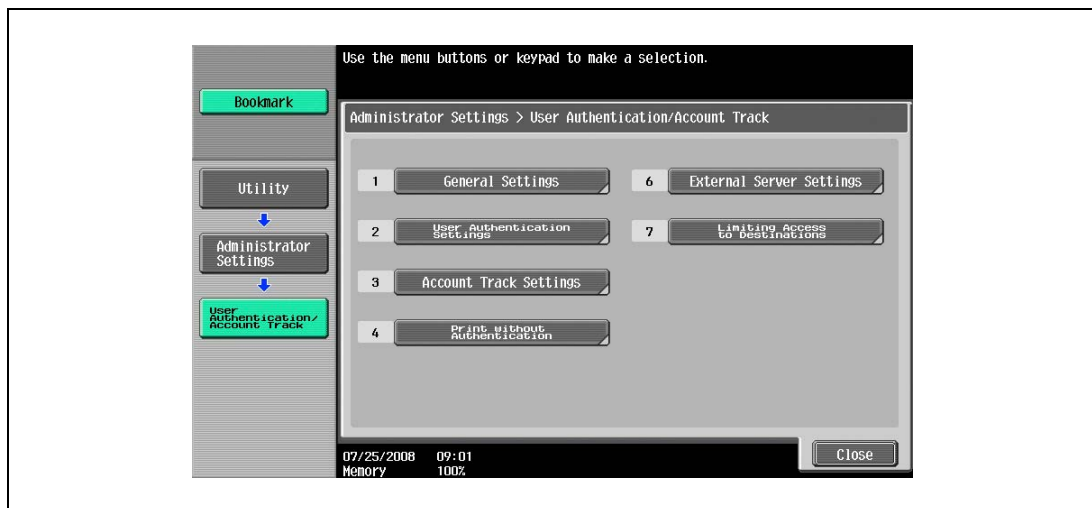 Use the menu buttons or keypad to make a selection.
Bookmark
Administrator Settings > User Authentication/Account Track
Utility
Administrator
Settings
User
Authentication/
Account Track
1 General Settings
2 User Authentication
Settings
3 Account Track Settings
4 Print without
Authentication
6 External Server Settings
7 Limiting Access
to Destinations
07/25/2008 09:01
Memory 100%
Close